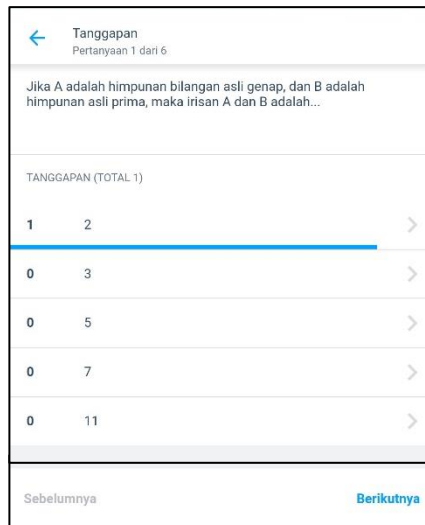 Tanggapan
Pertanyaan 1 dari 6
Jika A adalah himpunan bilangan asli genap, dan B adalah
himpunan asli prima, maka irisan A dan B adalah...
TANGGAPAN (TOTAL 1)
1 2
0 3
0 5
0 7
0 11
Sebelumnya Berikutnya